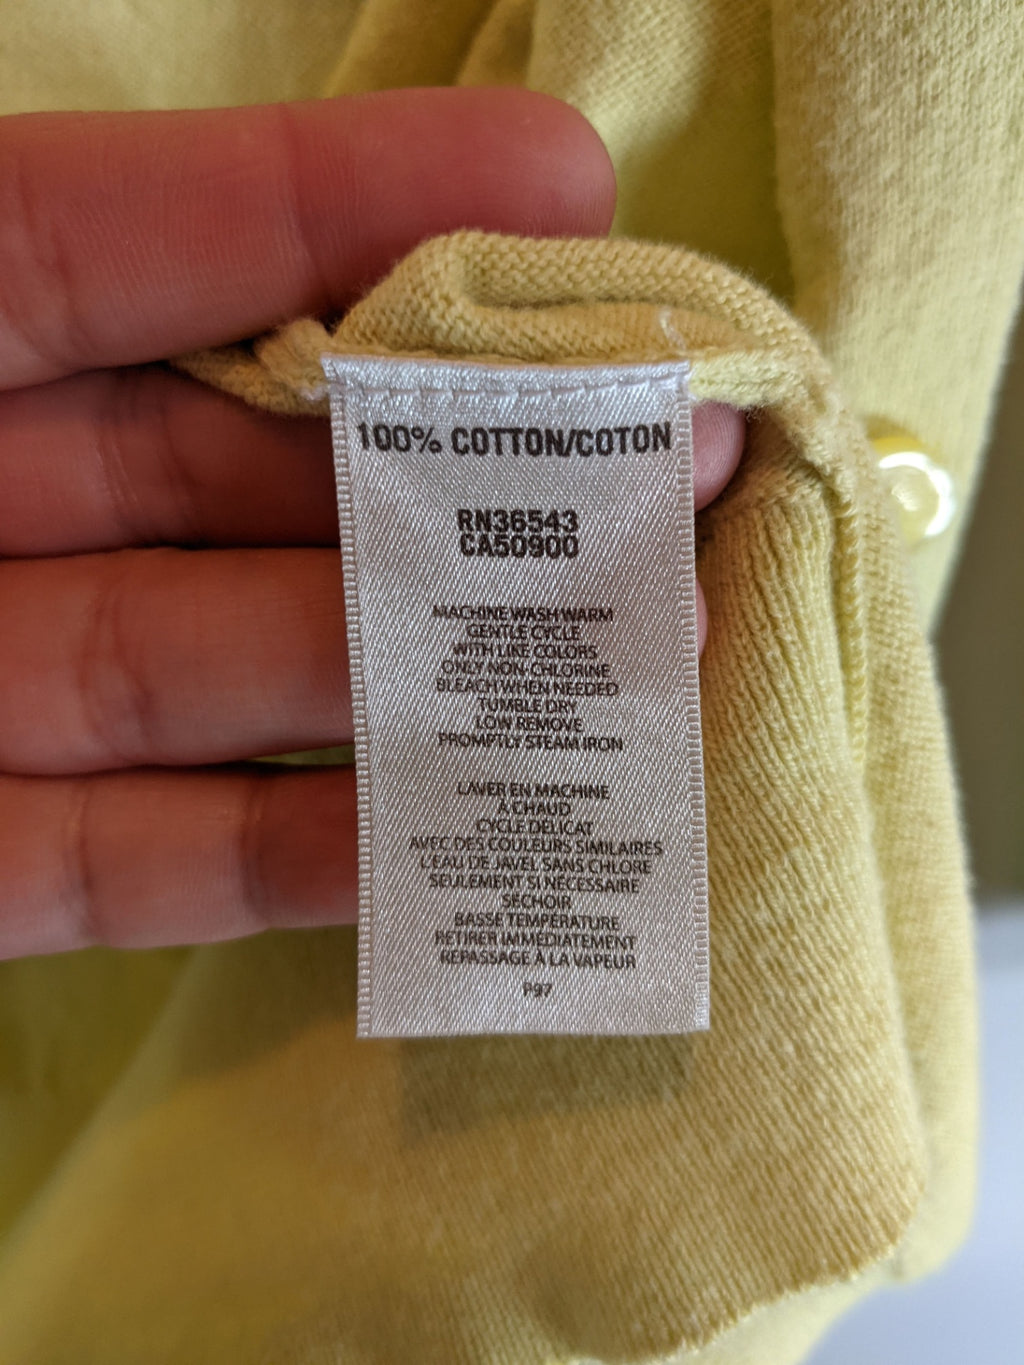 100% COTTON/COTON
RN36543
CA50900
MACHINE WASH WARM
GENTLE CYCLE
WITH LIKE COLORS
ONLY NON-CHLORINE
BLEACH WHEN NEEDED
TUMBLE DRY
LOW REMOVE
PROMPTLY STEAM IRON
LAVER EN MACHINE
À CHAUD
CYCLE DELICAT
AVEC DES COULEURS SIMILAIRES
L'EAU DE JAVEL SANS CHLORE
SEULEMENT SI NÉCESSAIRE
SÉCHOIR
BASSE TEMPÉRATURE
RETIRER IMMÉDIATEMENT
REPASSAGE À LA VAPEUR
P97